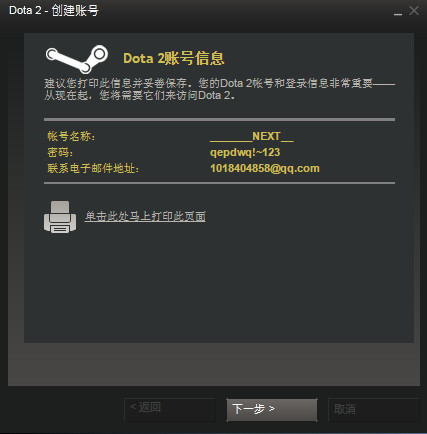 Dota 2 - 创建账号
Dota 2账号信息
建议您打印此信息并妥善保存。您的Dota 2帐号和登录信息非常重要——
从现在起，您将需要它们来访问Dota 2。
帐号名称： _______NEXT__
密码： qepdwq!~123
联系电子邮件地址： 1018404858@qq.com
单击此处马上打印此页面
< 返回 下一步 > 取消